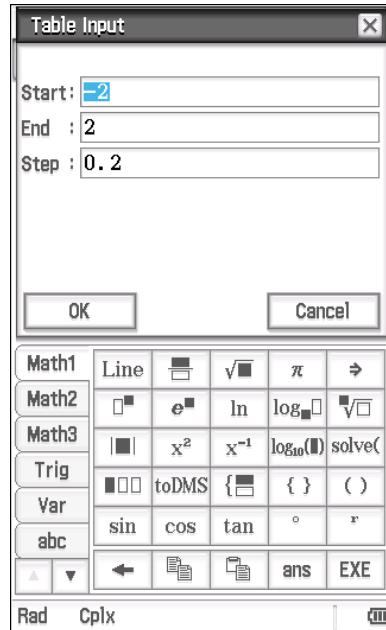 Table Input
Start: -2
End : 2
Step : 0.2
OK Cancel
Math1 Line √■ π ⇒
Math2 □■ e■ ln log■□ ■√□
Math3 |■| x² x⁻¹ log₁₀(■) solve(
Trig ■□□ toDMS { { } ( )
Var sin cos tan ° r
abc
← ans EXE
Rad Cplx